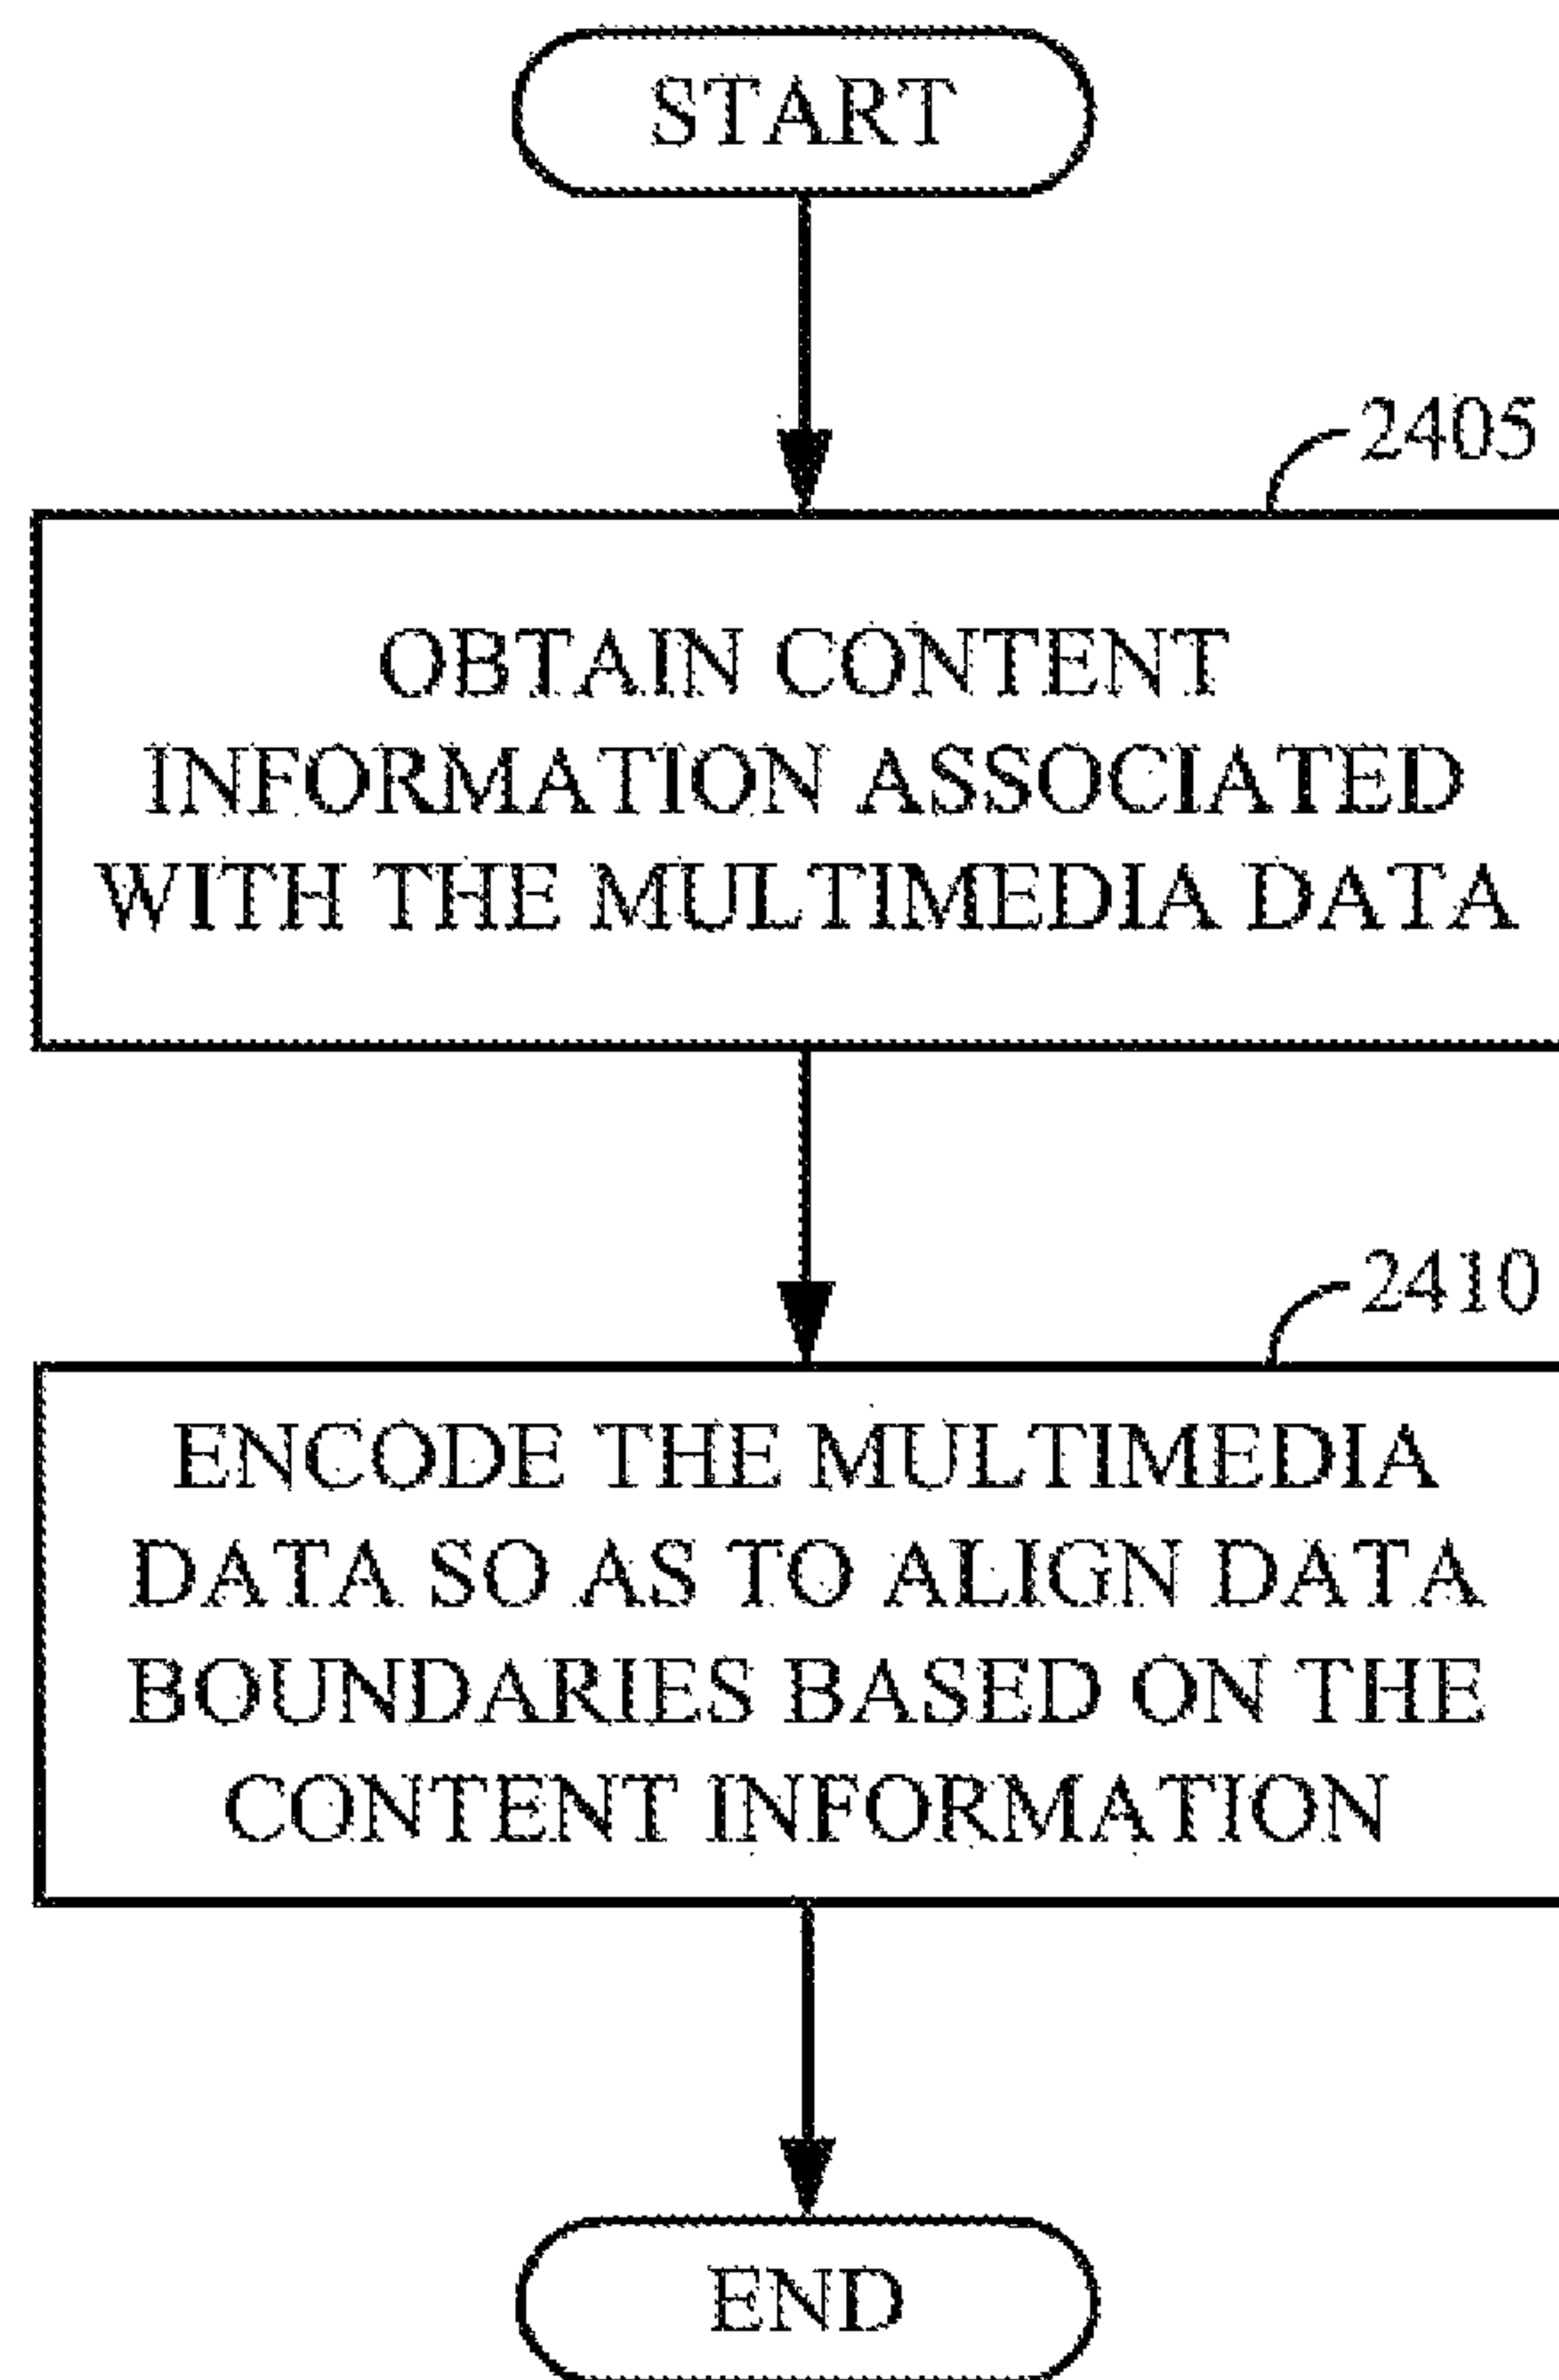 START
2405
OBTAIN CONTENT
INFORMATION ASSOCIATED
WITH THE MULTIMEDIA DATA
2410
ENCODE THE MULTIMEDIA
DATA SO AS TO ALIGN DATA
BOUNDARIES BASED ON THE
CONTENT INFORMATION
END